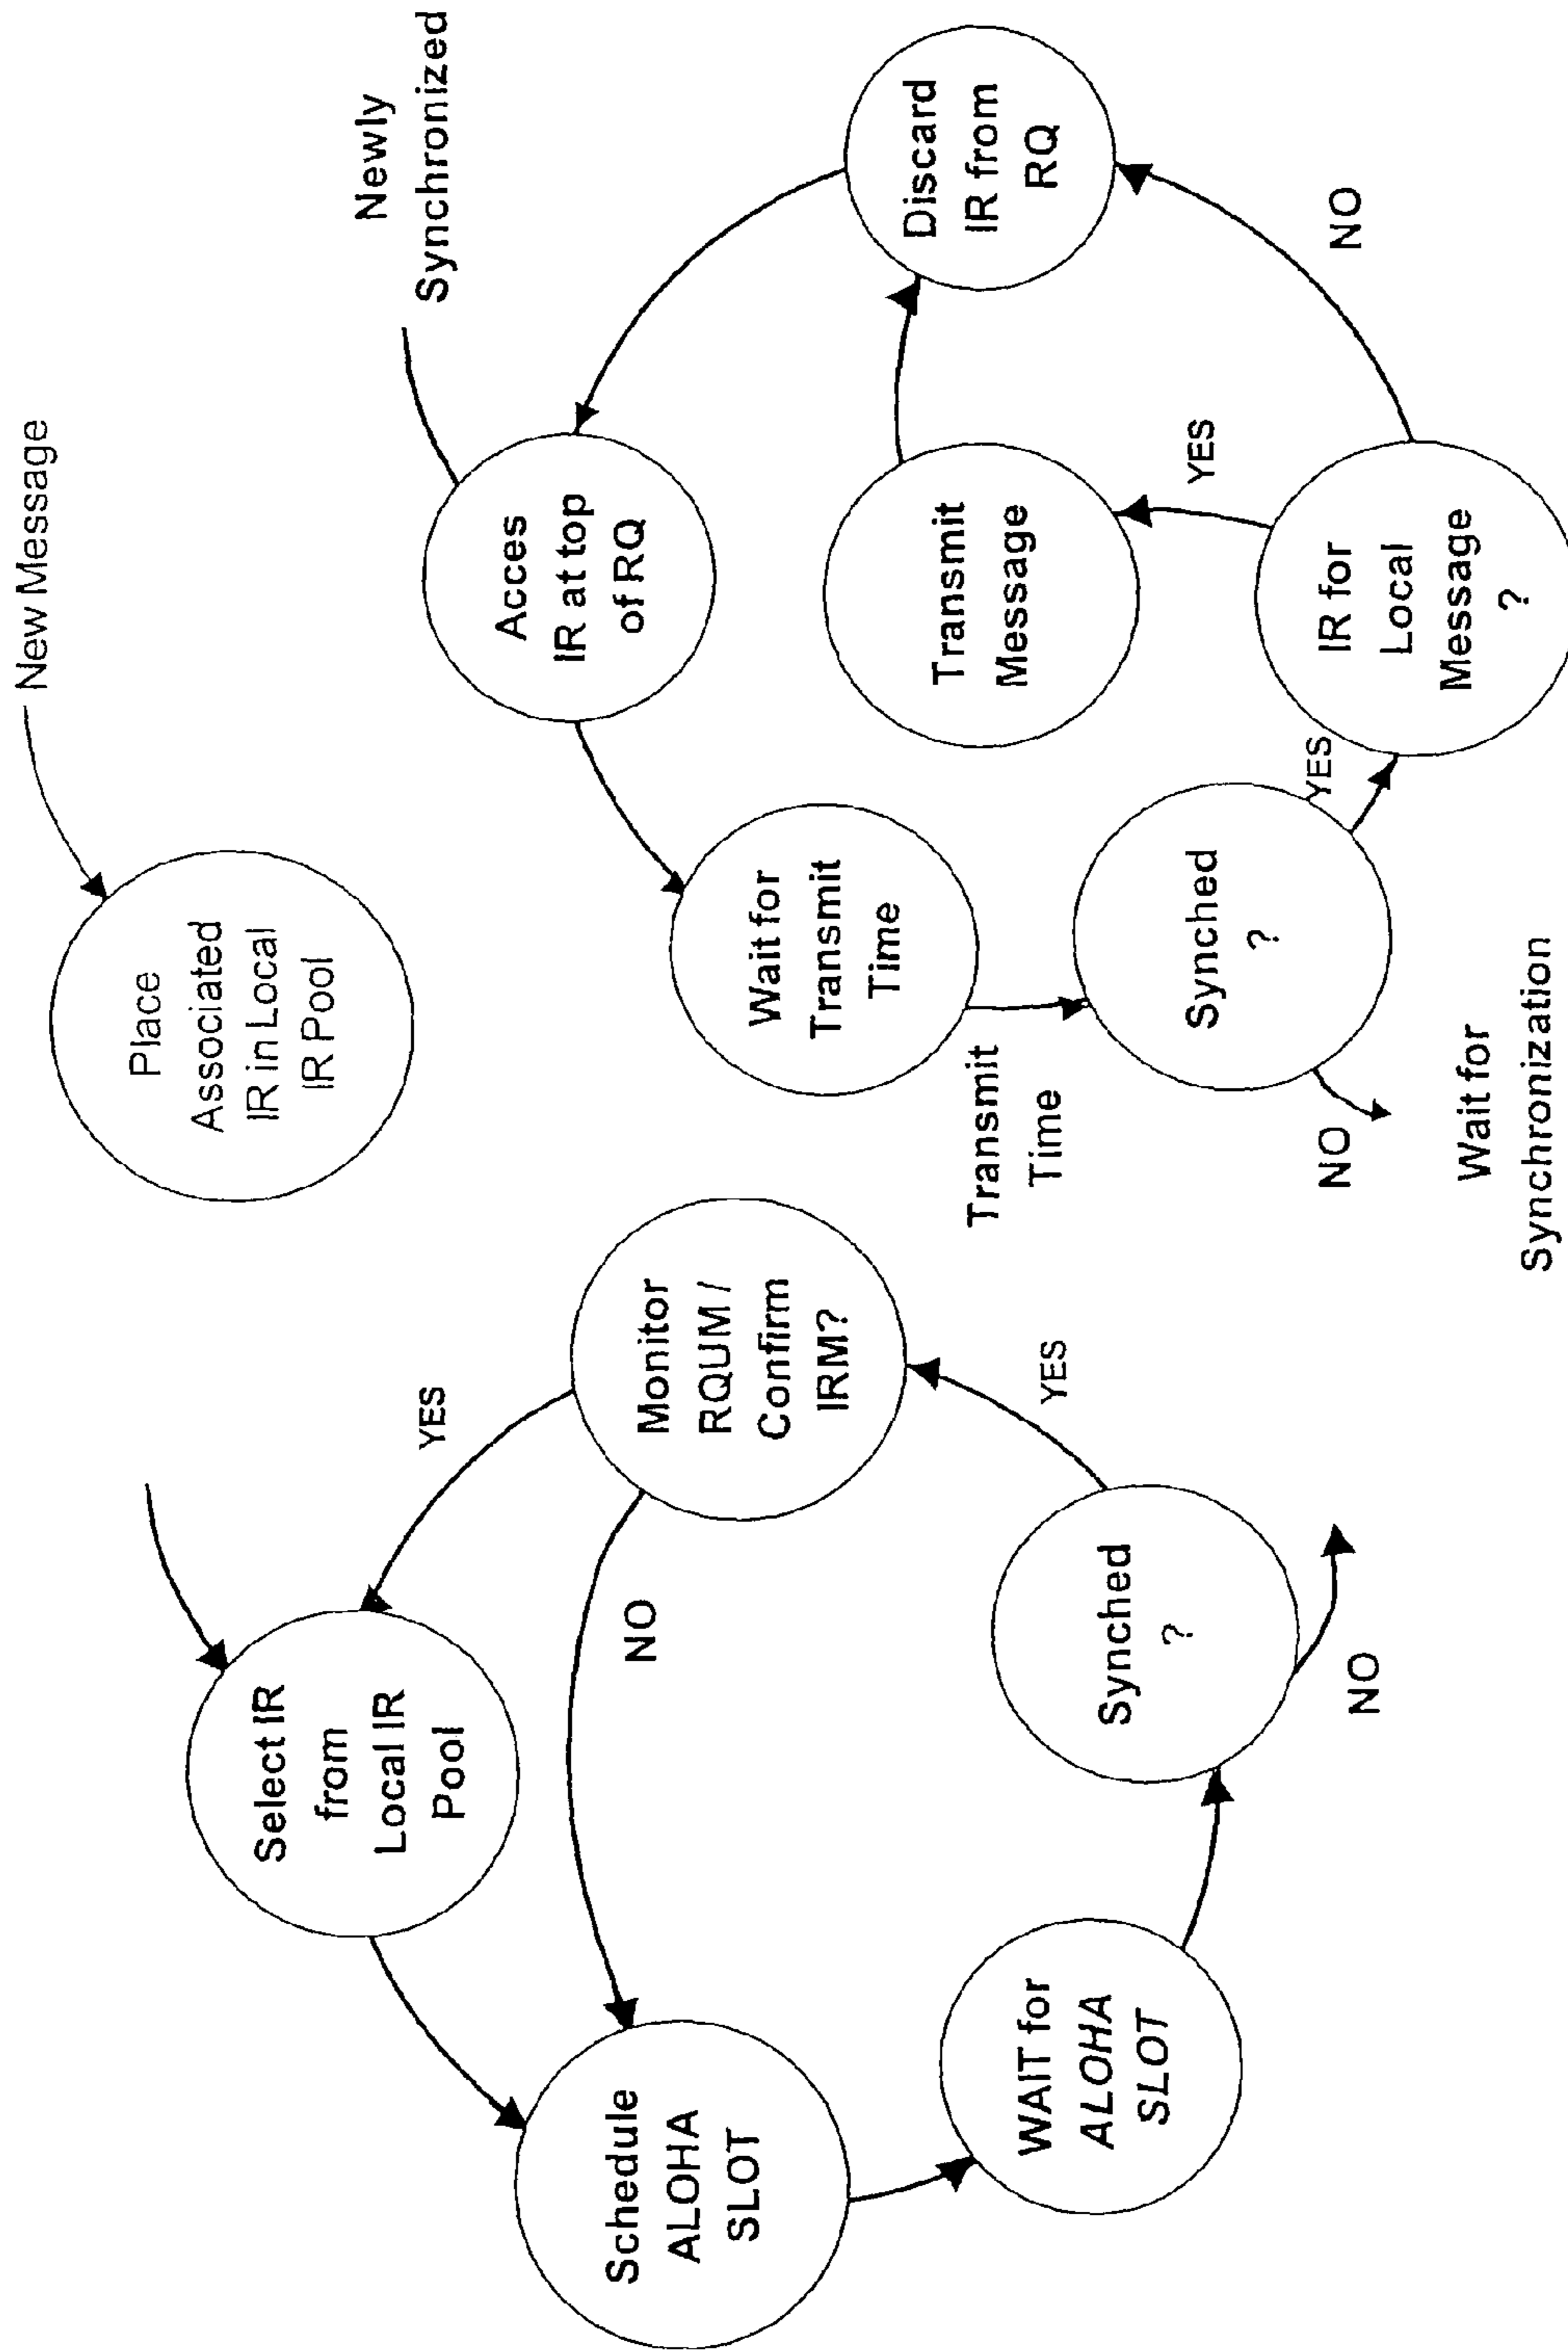 New Message
Place
Associated
IR in Local
IR Pool
Newly
Synchronized
Select IR
from
Local IR
Pool
YES
Monitor
RQUM /
Confirm
IRM?
NO
Schedule
ALOHA
SLOT
WAIT for
ALOHA
SLOT
Synched
?
YES
NO
Acces
IR at top
of RQ
Wait for
Transmit
Time
Transmit
Time
Synched
?
YES
NO
Wait for
Synchronization
IR for
Local
Message
?
YES
Transmit
Message
NO
Discard
IR from
RQ